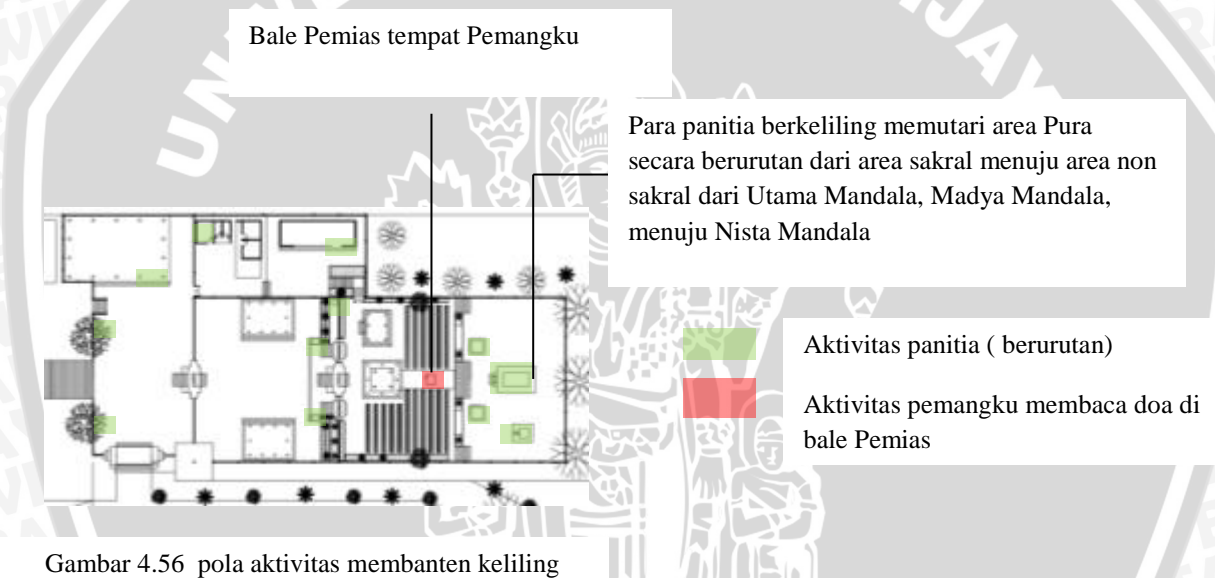 Bale Pemias tempat Pemangku
Para panitia berkeliling memutari area Pura
secara berurutan dari area sakral menuju area non
sakral dari Utama Mandala, Madya Mandala,
menuju Nista Mandala
Aktivitas panitia ( berurutan)
Aktivitas pemangku membaca doa di
bale Pemias
Gambar 4.56 pola aktivitas membanten keliling